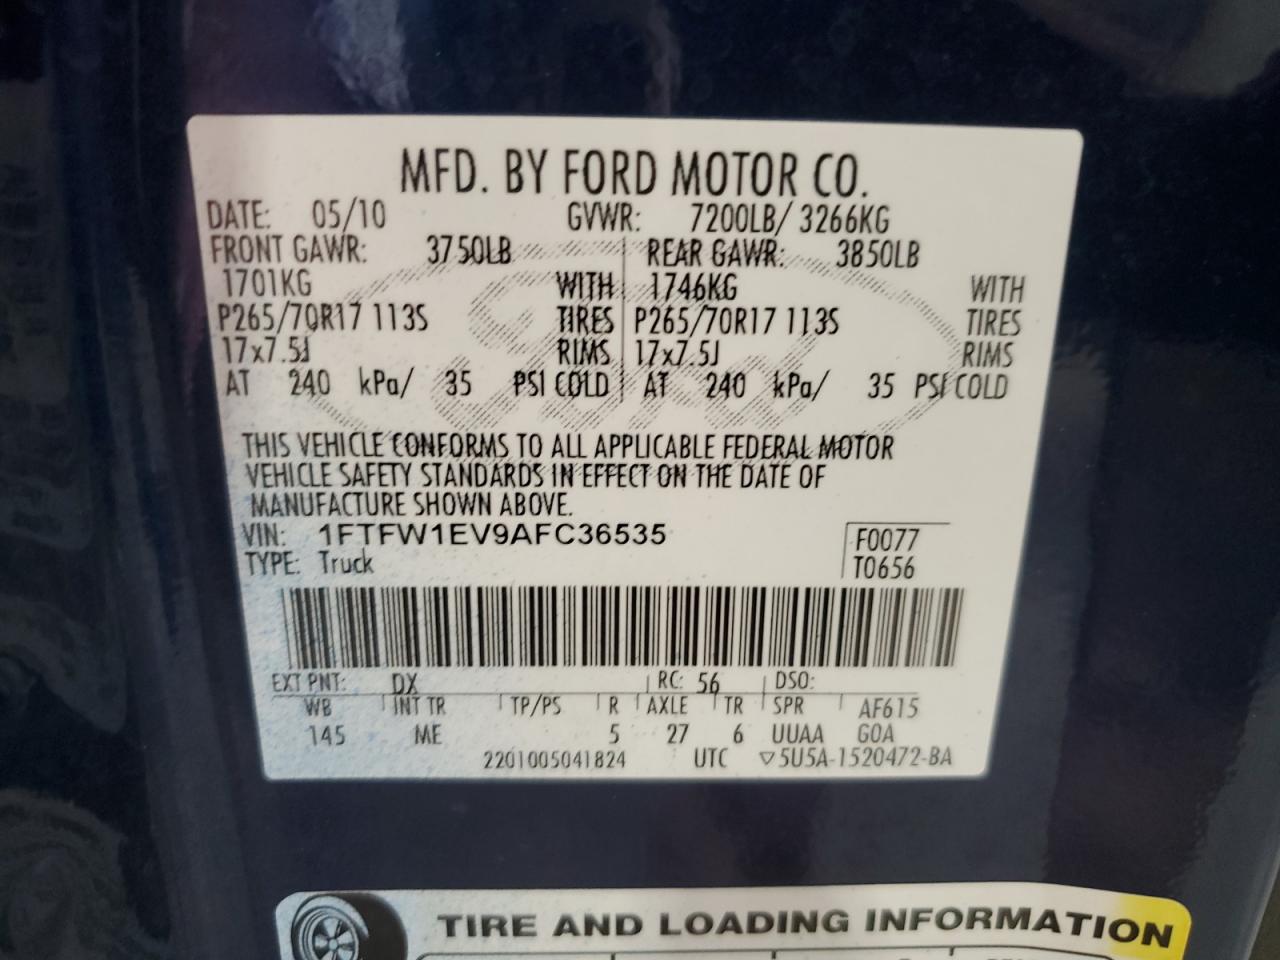 MFD. BY FORD MOTOR CO.
DATE: 05/10 GVWR: 7200LB/ 3266KG
FRONT GAWR: 3750LB REAR GAWR: 3850LB
1701KG WITH 1746KG WITH
P265/70R17 113S TIRES P265/70R17 113S TIRES
17x7.5J RIMS 17x7.5J RIMS
AT 240 kPa/ 35 PSI COLD AT 240 kPa/ 35 PSI COLD
THIS VEHICLE CONFORMS TO ALL APPLICABLE FEDERAL MOTOR
VEHICLE SAFETY STANDARDS IN EFFECT ON THE DATE OF
MANUFACTURE SHOWN ABOVE.
VIN: 1FTFW1EV9AFC36535 F0077
TYPE: Truck T0656
EXT PNT: DX RC: 56 DSO:
WB INT TR TP/PS R AXLE TR SPR AF615
145 ME 5 27 6 UUAA GOA
2201005041824 UTC ▽5U5A-1520472-BA
TIRE AND LOADING INFORMATION